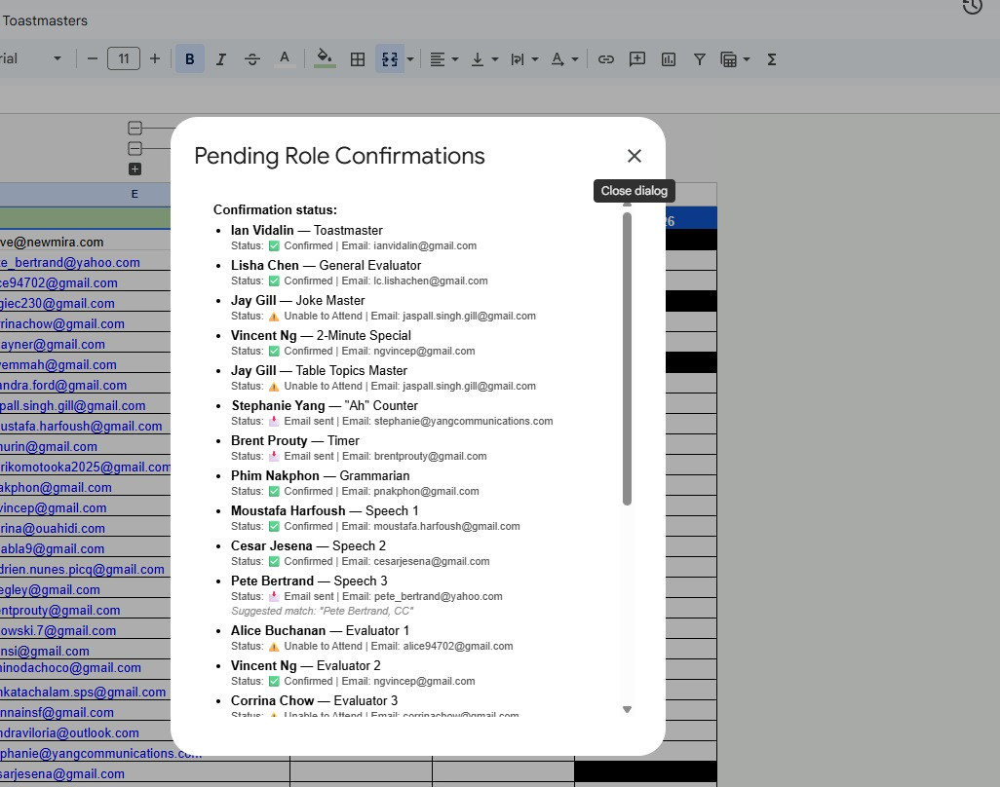 Toastmasters
rial
11
B
I
S
A
A
Σ
E
Pending Role Confirmations
Close dialog
Confirmation status:
Ian Vidalin — Toastmaster
Status: ✅ Confirmed | Email: ianvidalin@gmail.com
Lisha Chen — General Evaluator
Status: ✅ Confirmed | Email: lc.lishachen@gmail.com
Jay Gill — Joke Master
Status: ⚠️ Unable to Attend | Email: jaspall.singh.gill@gmail.com
Vincent Ng — 2-Minute Special
Status: ✅ Confirmed | Email: ngvincep@gmail.com
Jay Gill — Table Topics Master
Status: ⚠️ Unable to Attend | Email: jaspall.singh.gill@gmail.com
Stephanie Yang — "Ah" Counter
Status: 📩 Email sent | Email: stephanie@yangcommunications.com
Brent Prouty — Timer
Status: 📩 Email sent | Email: brentprouty@gmail.com
Phim Nakphon — Grammarian
Status: ✅ Confirmed | Email: pnakphon@gmail.com
Moustafa Harfoush — Speech 1
Status: ✅ Confirmed | Email: moustafa.harfoush@gmail.com
Cesar Jesena — Speech 2
Status: ✅ Confirmed | Email: cesarjesena@gmail.com
Pete Bertrand — Speech 3
Status: 📩 Email sent | Email: pete_bertrand@yahoo.com
Suggested match: "Pete Bertrand, CC"
Alice Buchanan — Evaluator 1
Status: ⚠️ Unable to Attend | Email: alice94702@gmail.com
Vincent Ng — Evaluator 2
Status: ✅ Confirmed | Email: ngvincep@gmail.com
Corrina Chow — Evaluator 3
Status: ⚠️ Unable to Attend | Email: corrinachow@gmail.com
26
ve@newmira.com
te_bertrand@yahoo.com
ce94702@gmail.com
giec230@gmail.com
rrinachow@gmail.com
ayner@gmail.com
yemmah@gmail.com
andra.ford@gmail.com
pall.singh.gill@gmail.com
oustafa.harfoush@gmail.com
hurin@gmail.com
rikomotooka2025@gmail.com
akphon@gmail.com
vincep@gmail.com
rina@ouahidi.com
abla9@gmail.com
drien.nunes.picq@gmail.com
egley@gmail.com
entprouty@gmail.com
owski.7@gmail.com
nsi@gmail.com
ninodachoco@gmail.com
nkatachalam.sps@gmail.com
nnainsf@gmail.com
ndraviloria@outlook.com
phanie@yangcommunications.com
sarjesena@gmail.com